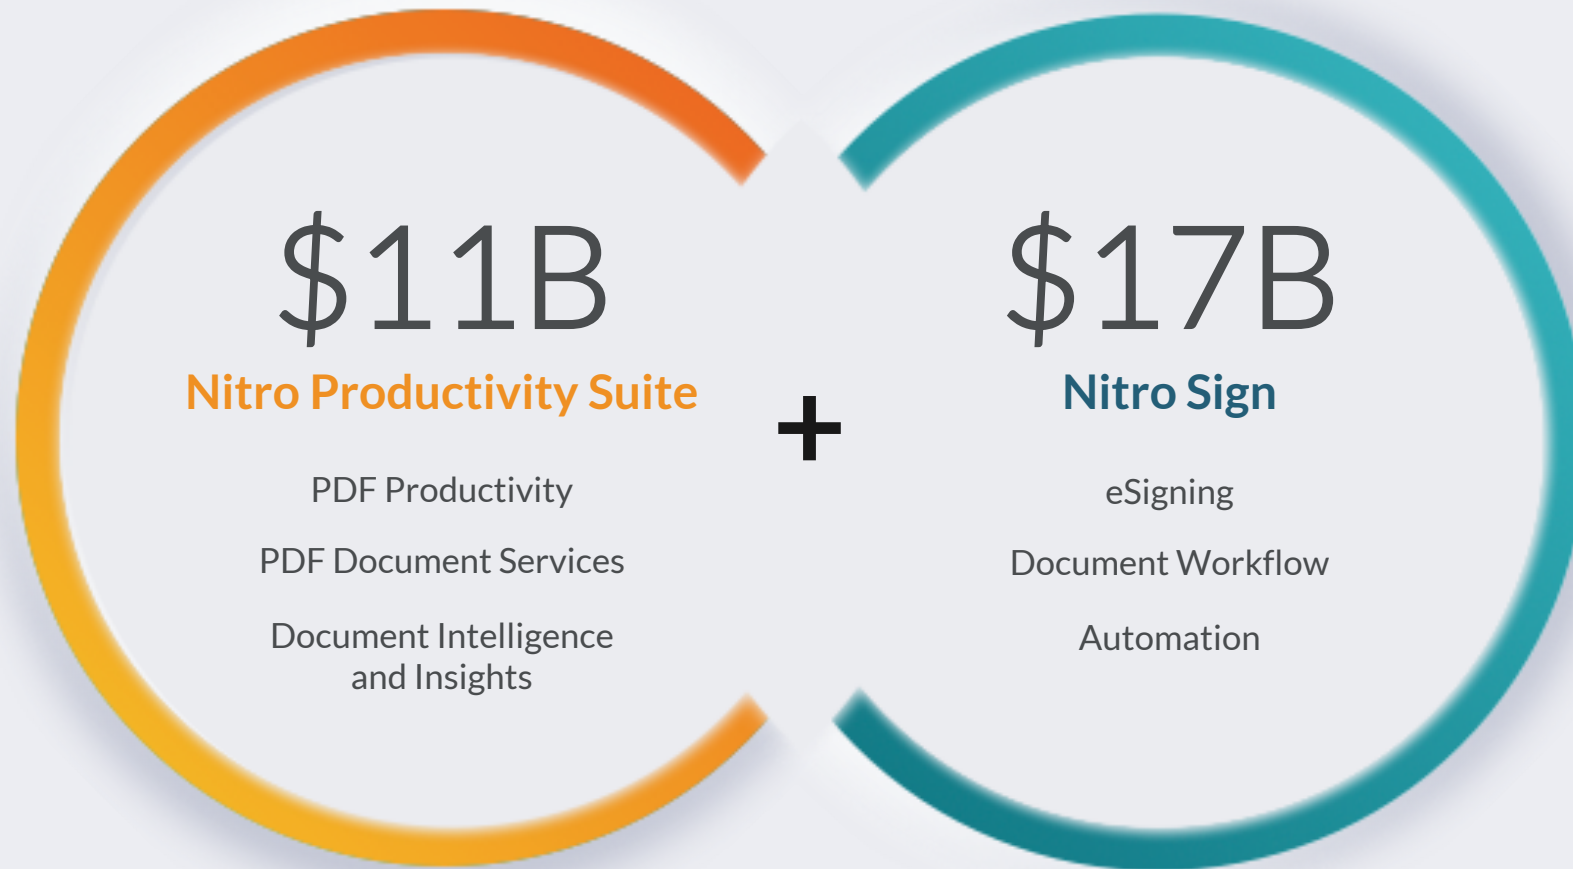 $11B
Nitro Productivity Suite
PDF Productivity
PDF Document Services
Document Intelligence
and Insights
+
$17B
Nitro Sign
eSigning
Document Workflow
Automation